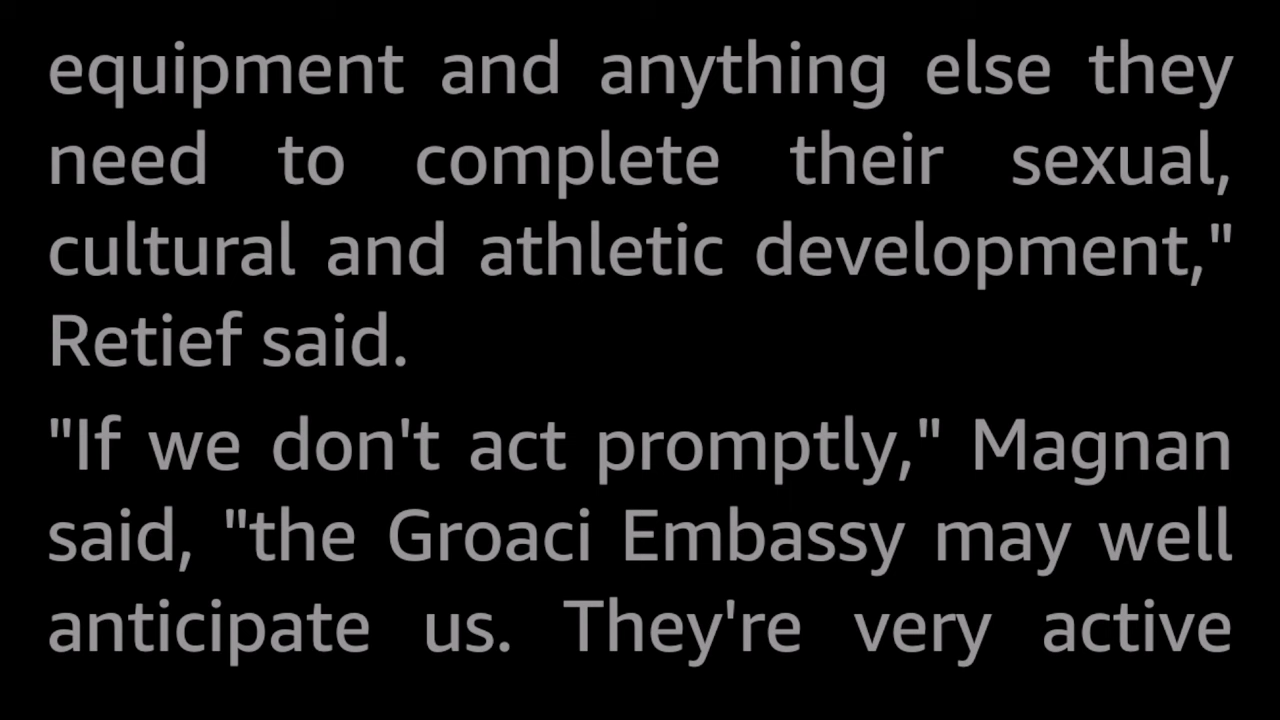 equipment and anything else they
need to complete their sexual,
cultural and athletic development,"
Retief said.
"If we don't act promptly," Magnan
said, "the Groaci Embassy may well
anticipate us. They're very active